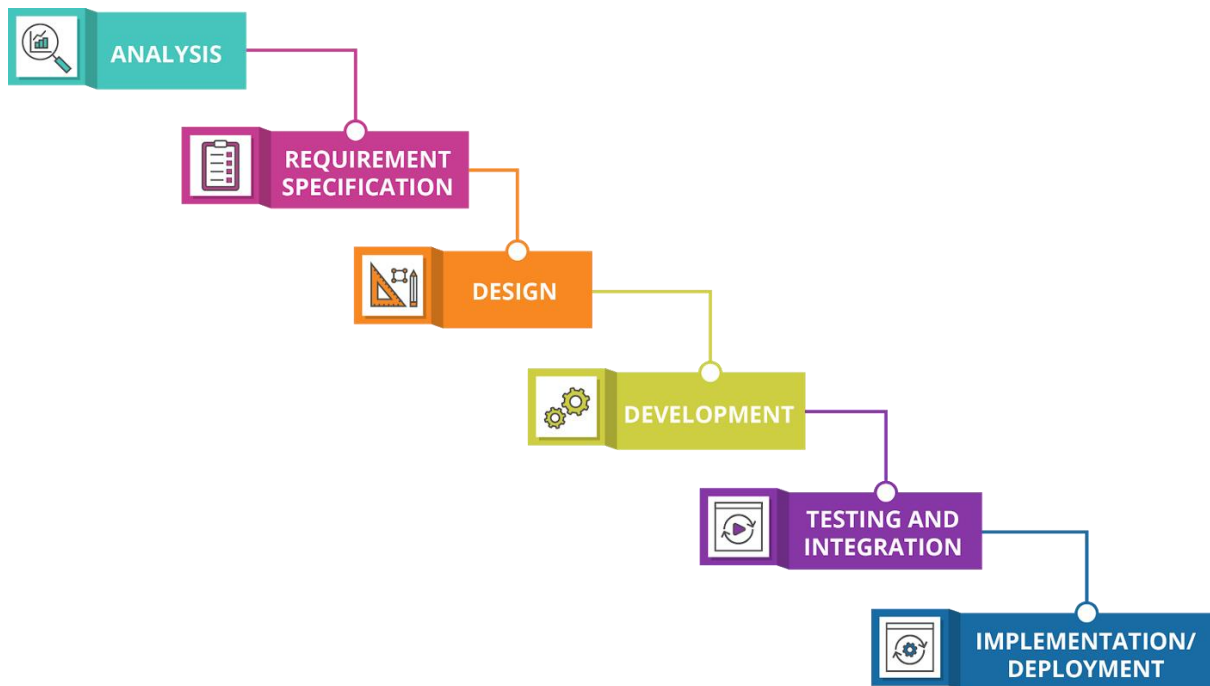 ANALYSIS
REQUIREMENT
SPECIFICATION
DESIGN
DEVELOPMENT
TESTING AND
INTEGRATION
IMPLEMENTATION/
DEPLOYMENT